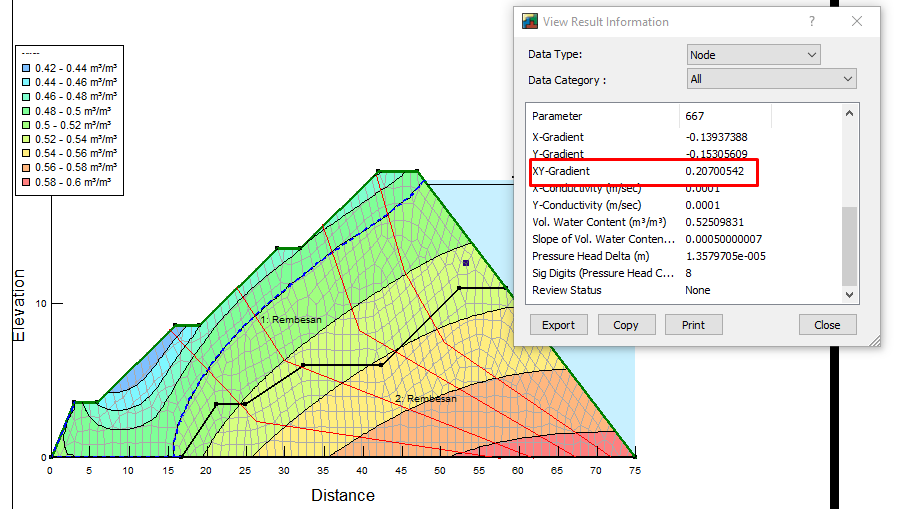 View Result Information
?
Data Type:
Node
Data Category :
All
Parameter 667
X-Gradient -0.13937388
Y-Gradient -0.15305609
XY-Gradient 0.20700542
X-Conductivity (m/sec) 0.0001
Y-Conductivity (m/sec) 0.0001
Vol. Water Content (m³/m³) 0.52509831
Slope of Vol. Water Conten... 0.00050000007
Pressure Head Delta (m) 1.3579705e-005
Sig Digits (Pressure Head C... 8
Review Status None
Export Copy Print Close
-----
0.42 - 0.44 m³/m³
0.44 - 0.46 m³/m³
0.46 - 0.48 m³/m³
0.48 - 0.5 m³/m³
0.5 - 0.52 m³/m³
0.52 - 0.54 m³/m³
0.54 - 0.56 m³/m³
0.56 - 0.58 m³/m³
0.58 - 0.6 m³/m³
Elevation
10
0
1: Rembesan
2: Rembesan
0 5 10 15 20 25 30 35 40 45 50 55 60 65 70 75
Distance